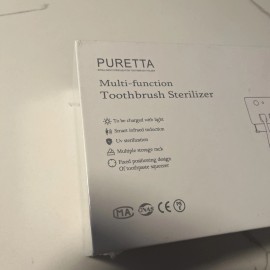 PURETTA
Multi-function
Toothbrush Sterilizer
To be charged with light
Smart infrared induction
Uv sterilization
Multiple storage rack
Fixed positioning design
Of toothpaste squeezer
CE